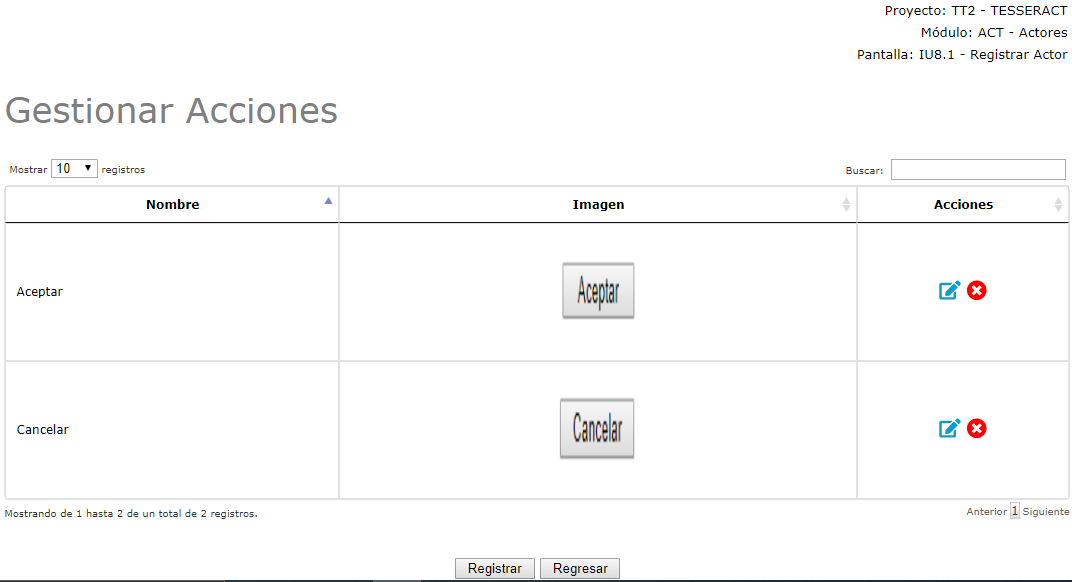 Proyecto: TT2 - TESSERACT
Módulo: ACT - Actores
Pantalla: IU8.1 - Registrar Actor
Gestionar Acciones
Mostrar 10 registros Buscar:
Nombre Imagen Acciones
Aceptar Aceptar
Cancelar Cancelar
Mostrando de 1 hasta 2 de un total de 2 registros. Anterior 1 Siguiente
Registrar Regresar